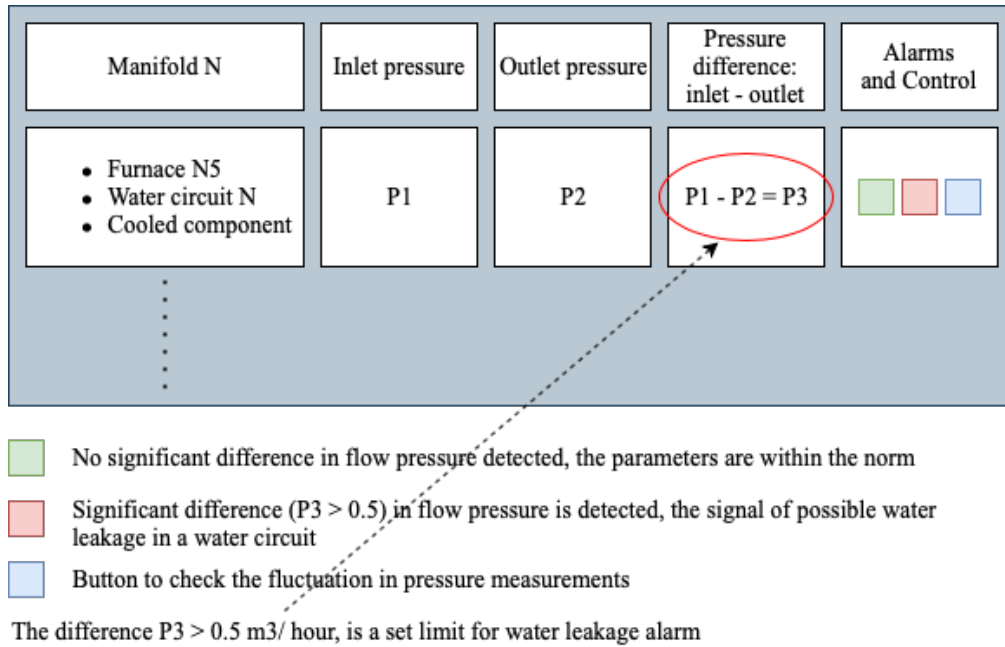 Manifold N
Inlet pressure
Outlet pressure
Pressure
difference:
inlet - outlet
Alarms
and Control
• Furnace N5
• Water circuit N
• Cooled component
P1
P2
P1 - P2 = P3
No significant difference in flow pressure detected, the parameters are within the norm
Significant difference (P3 > 0.5) in flow pressure is detected, the signal of possible water
leakage in a water circuit
Button to check the fluctuation in pressure measurements
The difference P3 > 0.5 m3/ hour, is a set limit for water leakage alarm